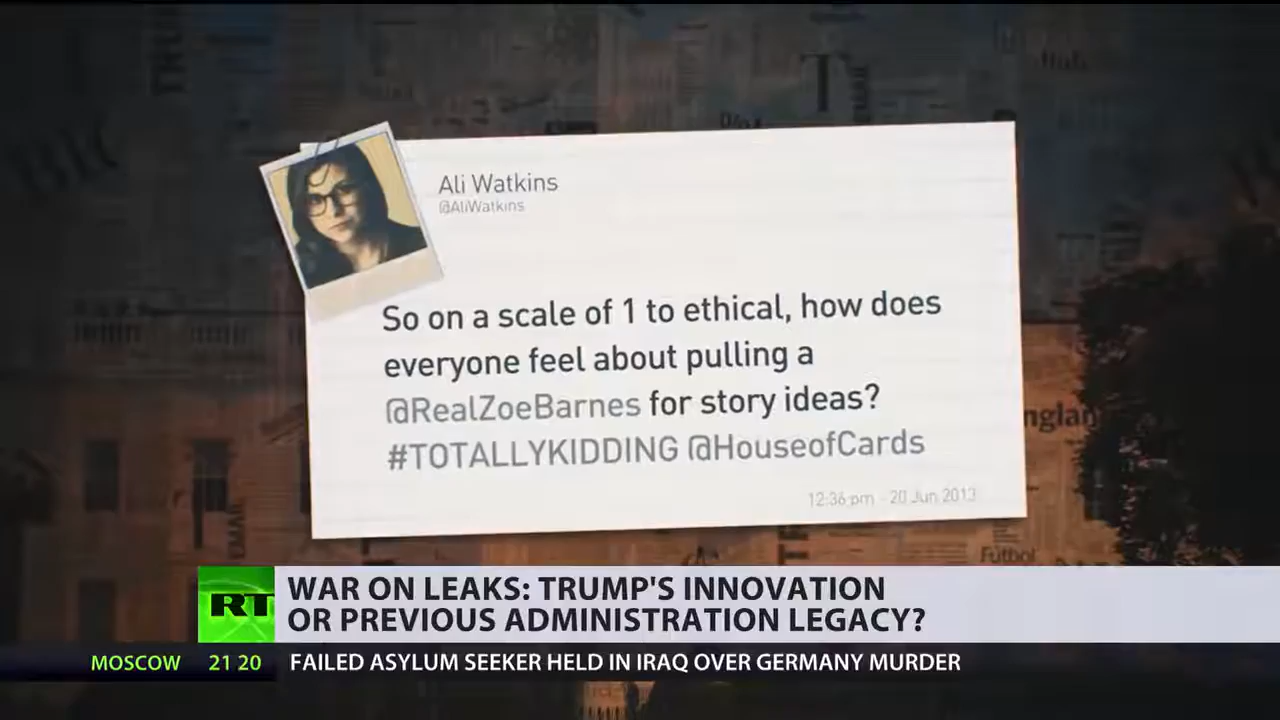 Ali Watkins
@AliWatkins
So on a scale of 1 to ethical, how does
everyone feel about pulling a
@RealZoeBarnes for story ideas?
#TOTALLYKIDDING @HouseofCards
12:36 pm - 20 Jun 2013
ngland
Fútbol
RT
WAR ON LEAKS: TRUMP'S INNOVATION
OR PREVIOUS ADMINISTRATION LEGACY?
MOSCOW 21 20 FAILED ASYLUM SEEKER HELD IN IRAQ OVER GERMANY MURDER